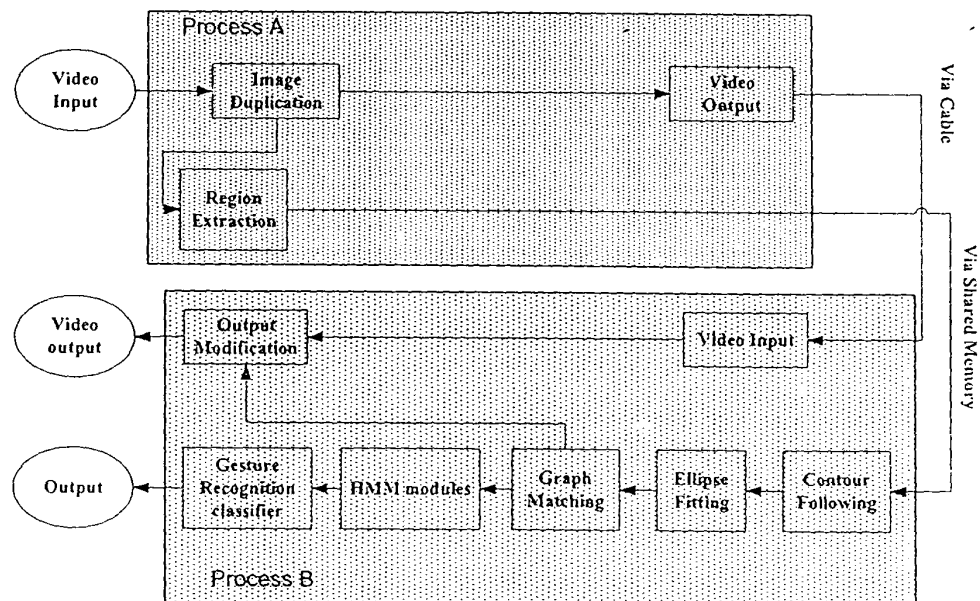 Process A
Video
Input
Image
Duplication
Video
Output
Region
Extraction
Via Cable
Via Shared Memory
Video
output
Output
Modification
Video Input
Output
Gesture
Recognition
classifier
HMM modules
Graph
Matching
Ellipse
Fitting
Contour
Following
Process B